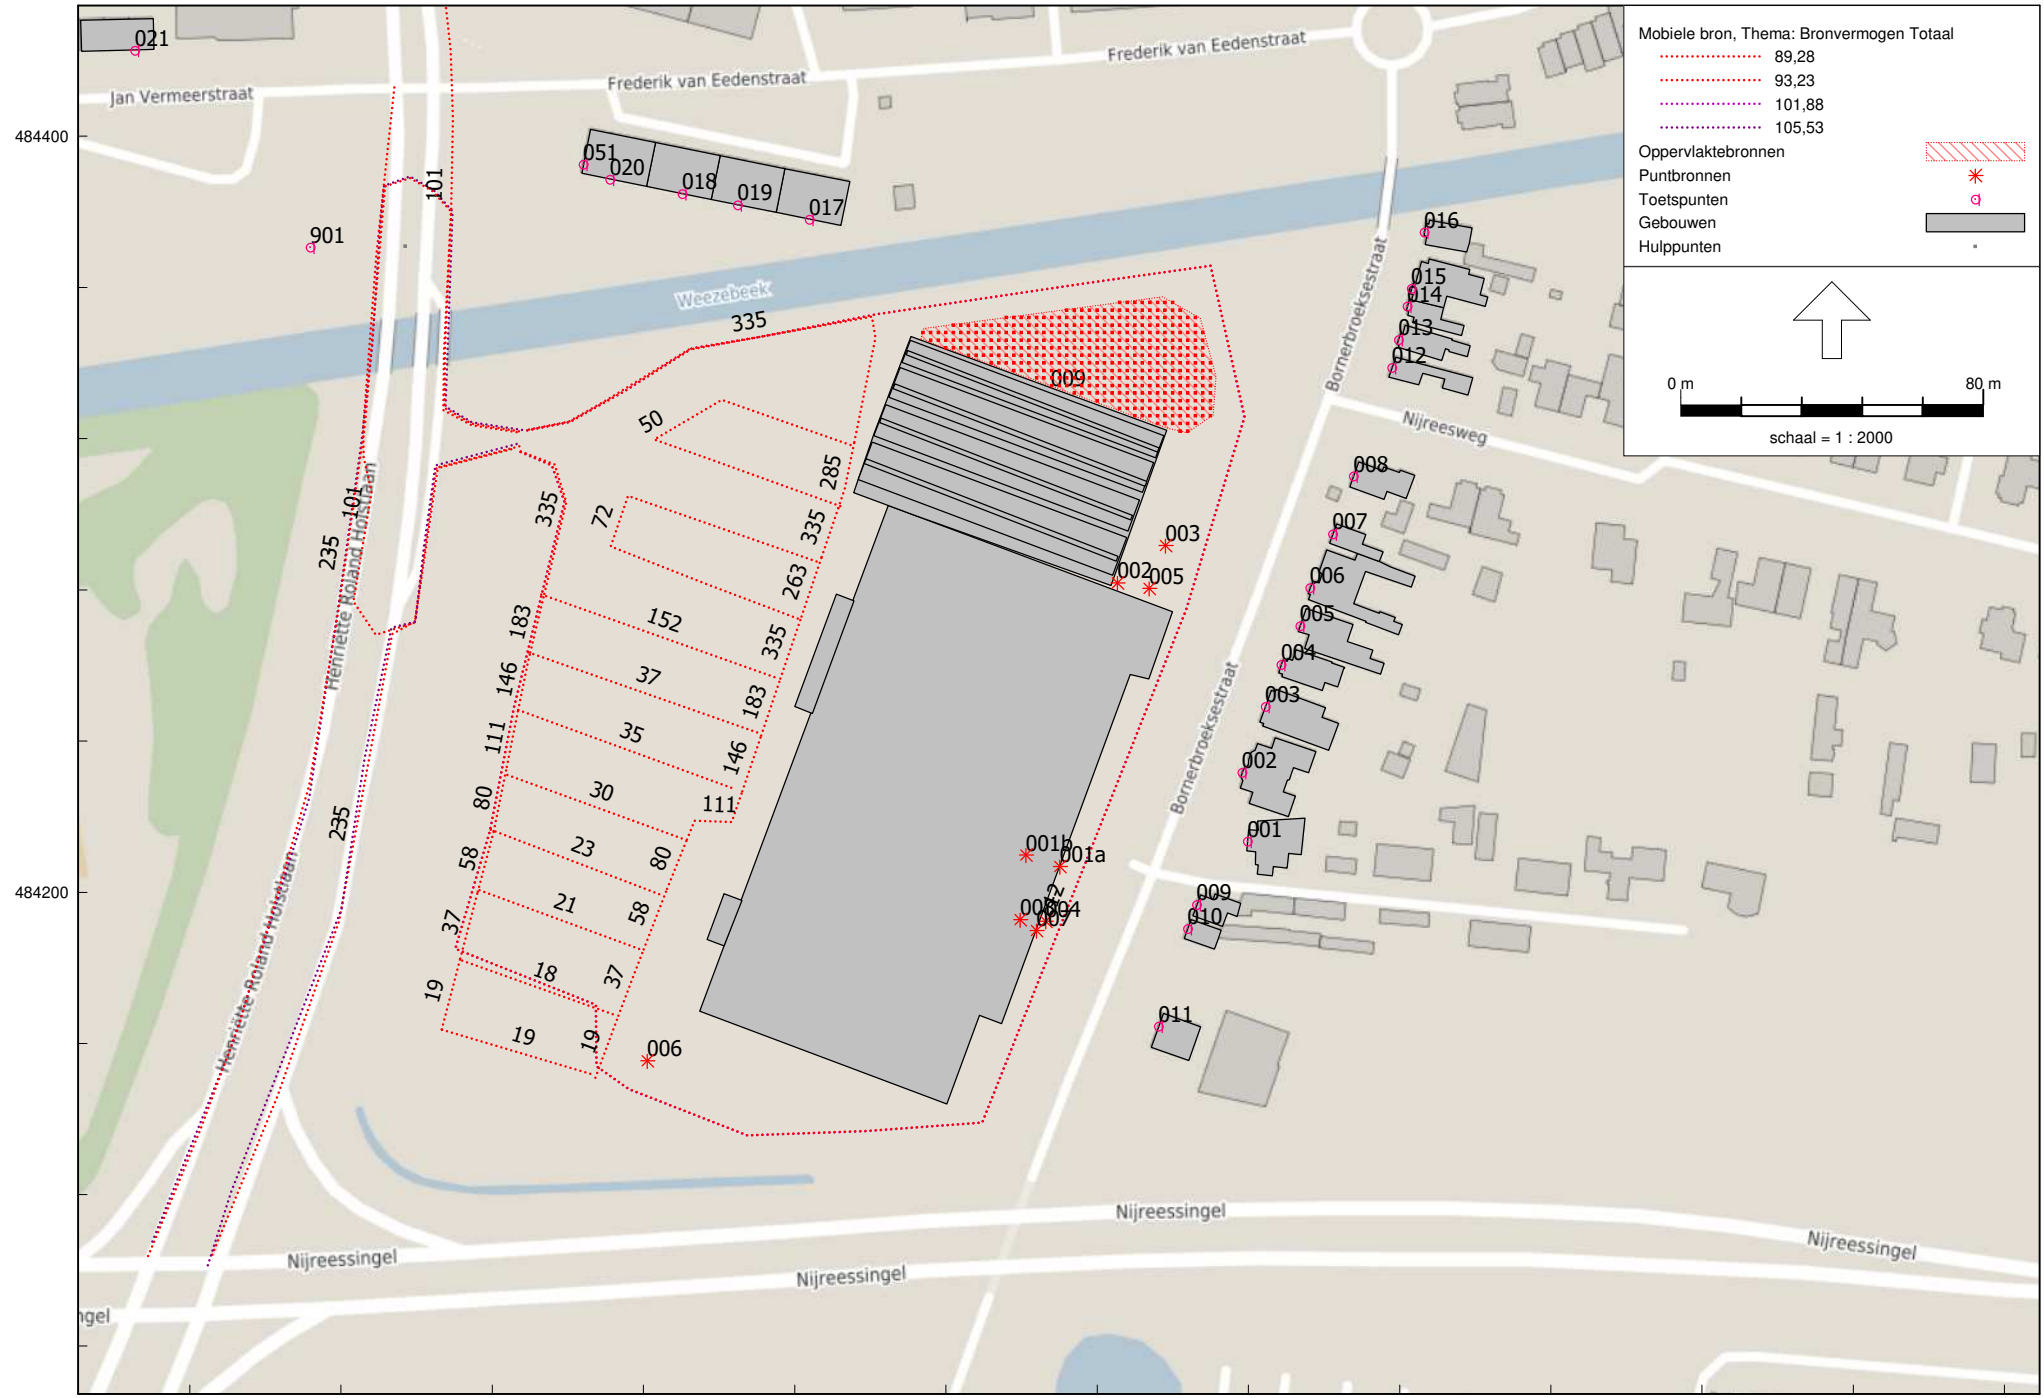 021
Jan Vermeerstraat
Frederik van Eedenstraat
Frederik van Eedenstraat
Mobiele bron, Thema: Bronvermogen Totaal
89,28
93,23
101,88
105,53
Oppervlaktebronnen
Puntbronnen
Toetspunten
Gebouwen
Hulppunten
0 m
80 m
schaal = 1 : 2000
484400
484200
051
020
018
019
017
101
901
Weezebeek
335
016
015
014
013
012
Bornerbroeksestraat
Nijreesweg
009
50
285
335
72
335
263
101
235
Henriëtte Roland Holstlaan
003
002
005
008
007
006
005
004
003
002
001
009
010
011
183
152
335
146
37
183
111
35
146
80
30
111
58
23
80
37
21
58
19
18
37
19
19
006
235
Henriëtte Roland Holstlaan
Bornerbroeksestraat
001b
001a
004
007
Nijreessingel
Nijreessingel
Nijreessingel
Nijreessingel
ngel